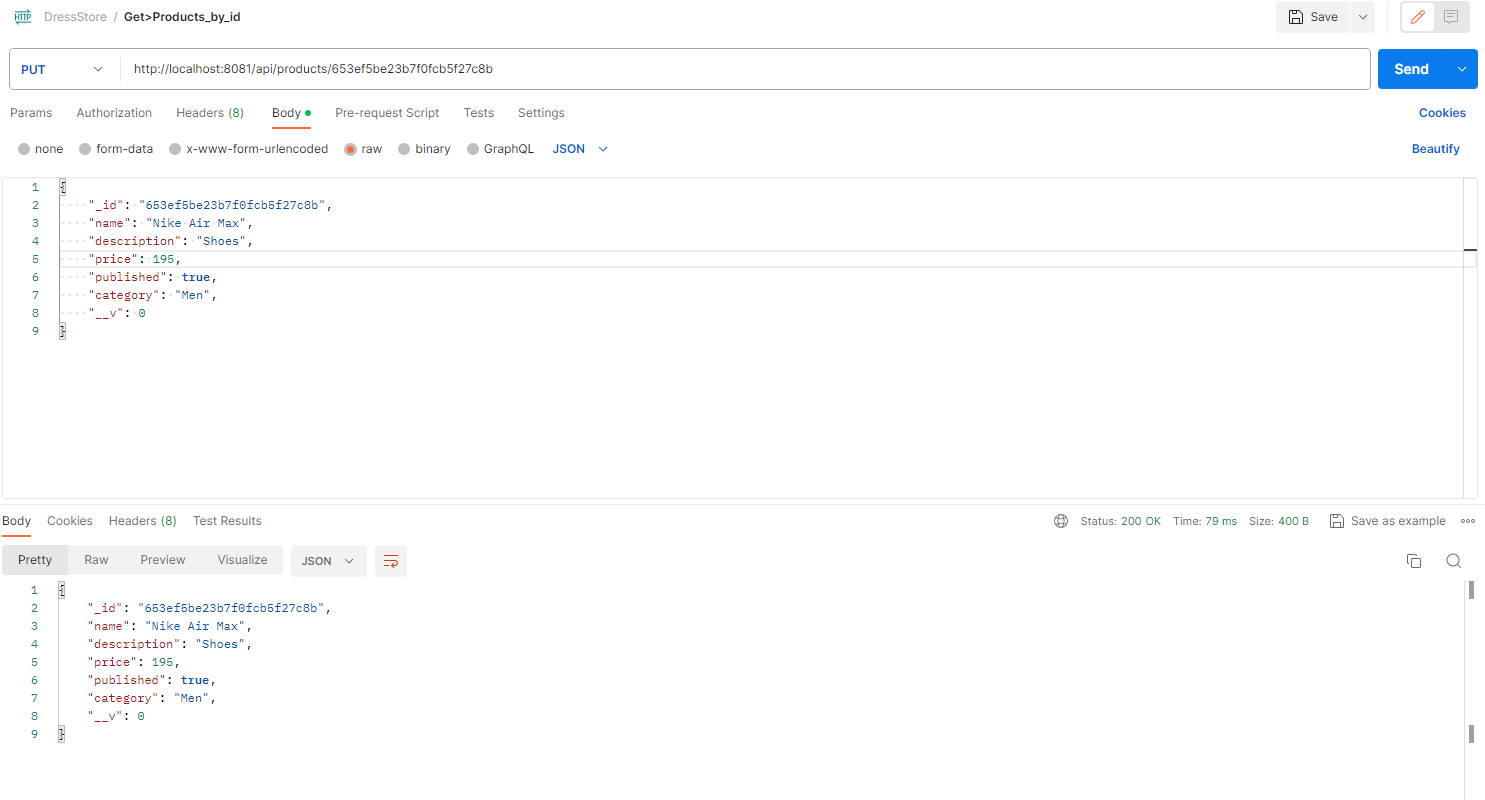 HTTP DressStore / Get>Products_by_id Save
PUT http://localhost:8081/api/products/653ef5be23b7f0fcb5f27c8b Send
Params Authorization Headers (8) Body Pre-request Script Tests Settings Cookies
none form-data x-www-form-urlencoded raw binary GraphQL JSON Beautify
1 {
2 "_id": "653ef5be23b7f0fcb5f27c8b",
3 "name": "Nike Air Max",
4 "description": "Shoes",
5 "price": 195,
6 "published": true,
7 "category": "Men",
8 "__v": 0
9 }
Body Cookies Headers (8) Test Results Status: 200 OK Time: 79 ms Size: 400 B Save as example
Pretty Raw Preview Visualize JSON
1 {
2 "_id": "653ef5be23b7f0fcb5f27c8b",
3 "name": "Nike Air Max",
4 "description": "Shoes",
5 "price": 195,
6 "published": true,
7 "category": "Men",
8 "__v": 0
9 }